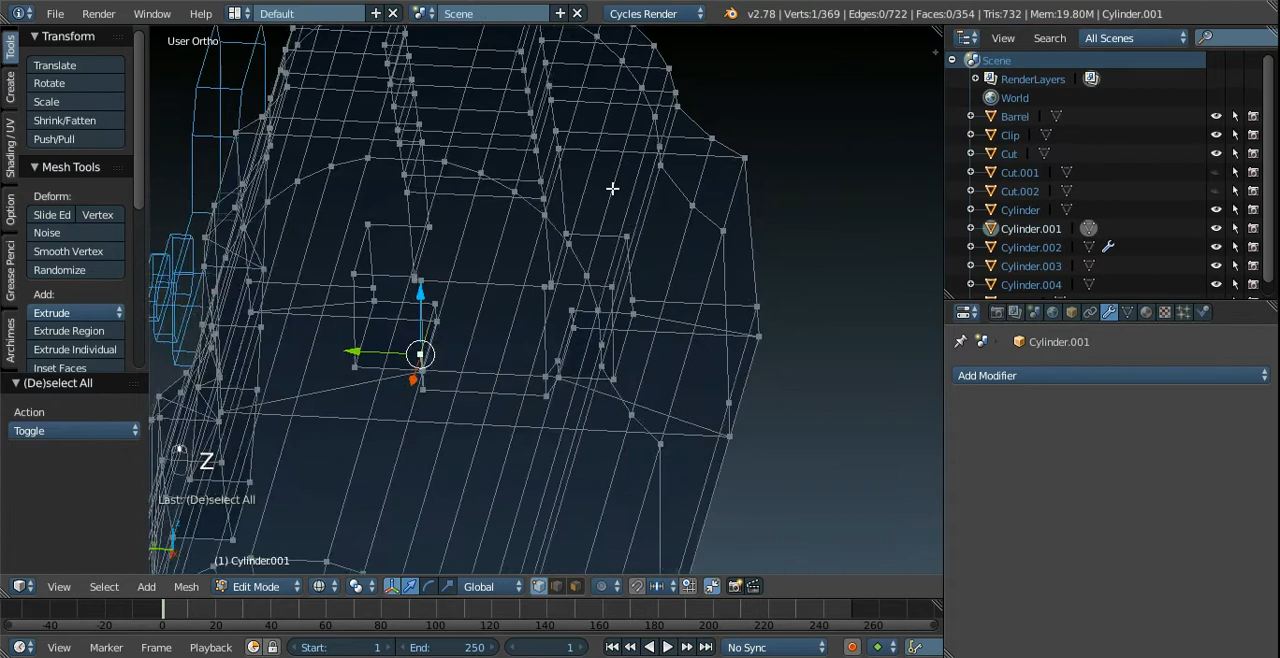 File Render Window Help Default Scene Cycles Render v2.78 | Verts:1/369 | Edges:0/722 | Faces:0/354 | Tris:732 | Mem:19.80M | Cylinder.001
Tools
Create
Shading / UV
Option
Grease Penci
Archimes
Transform
Translate
Rotate
Scale
Shrink/Fatten
Push/Pull
Mesh Tools
Deform:
Slide Ed Vertex
Noise
Smooth Vertex
Randomize
Add:
Extrude
Extrude Region
Extrude Individual
Inset Faces
(De)select All
Action
Toggle
User Ortho
Z
Last: (De)select All
(1) Cylinder.001
View Select Add Mesh Edit Mode Global
-40 -20 0 20 40 60 80 100 120 140 160 180 200 220 240 260
View Marker Frame Playback Start: 1 End: 250 1 No Sync
View Search All Scenes
Scene
RenderLayers
World
Barrel
Clip
Cut
Cut.001
Cut.002
Cylinder
Cylinder.001
Cylinder.002
Cylinder.003
Cylinder.004
Cylinder.001
Add Modifier